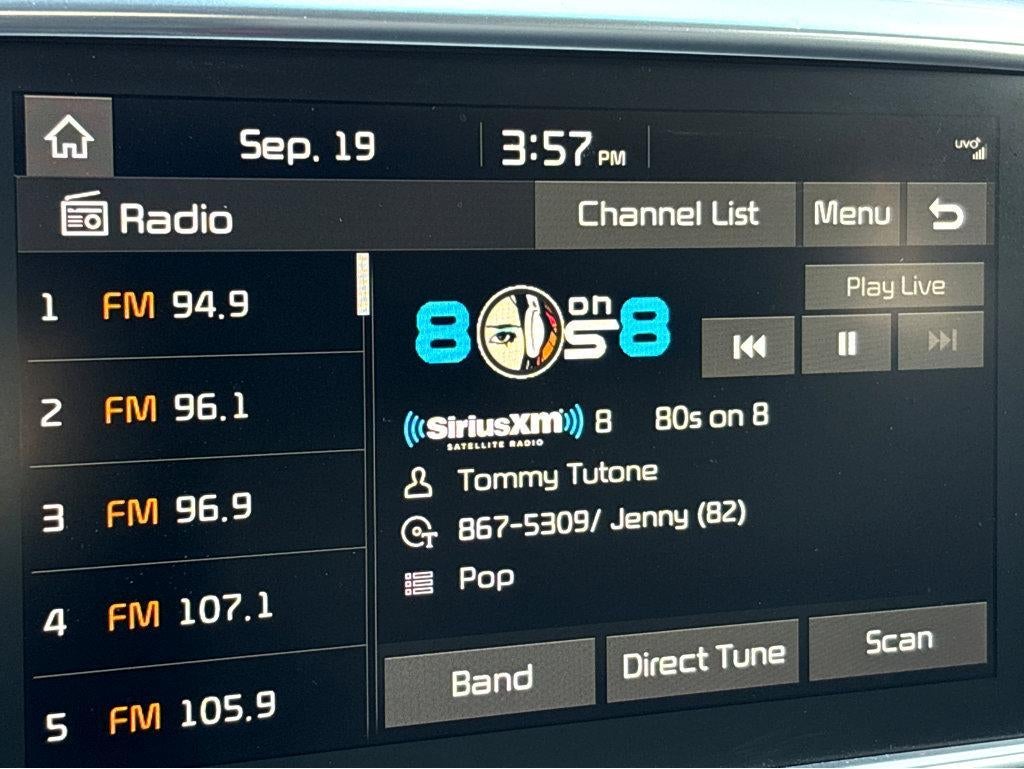 Sep. 19
3:57 PM
uvo
Radio
Channel List
Menu
1 FM 94.9
2 FM 96.1
3 FM 96.9
4 FM 107.1
5 FM 105.9
80s on 8
Play Live
SiriusXM
SATELLITE RADIO
8 80s on 8
Tommy Tutone
867-5309/ Jenny (82)
Pop
Band
Direct Tune
Scan